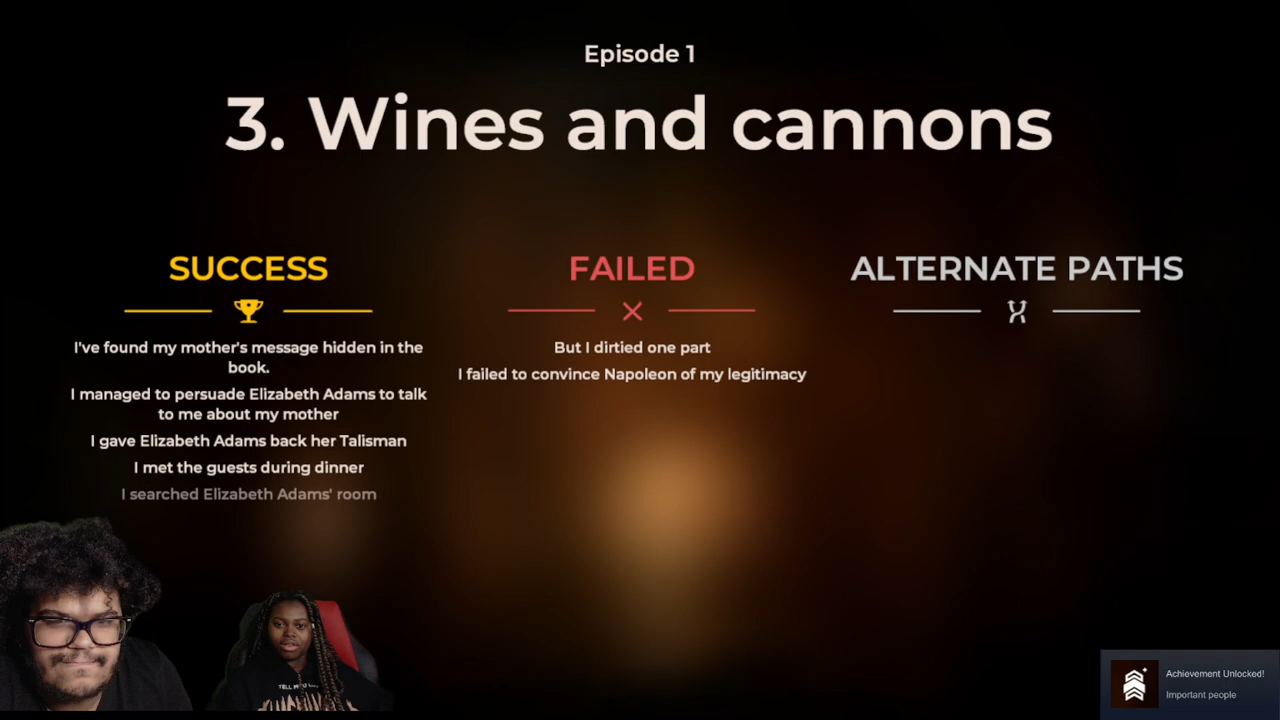 Episode 1
3. Wines and cannons
SUCCESS
I've found my mother's message hidden in the
book.
I managed to persuade Elizabeth Adams to talk
to me about my mother
I gave Elizabeth Adams back her Talisman
I met the guests during dinner
I searched Elizabeth Adams' room
FAILED
But I dirtied one part
I failed to convince Napoleon of my legitimacy
ALTERNATE PATHS
TELL
Achievement Unlocked!
Important people